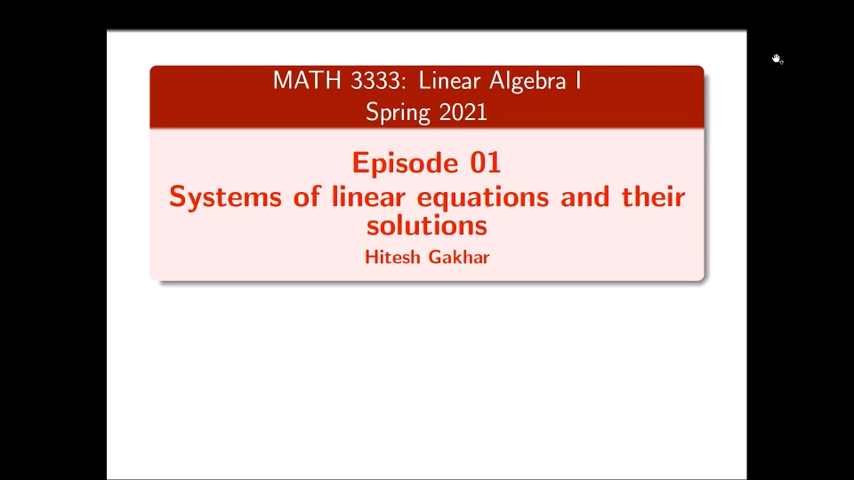 MATH 3333: Linear Algebra I
Spring 2021
Episode 01
Systems of linear equations and their
solutions
Hitesh Gakhar